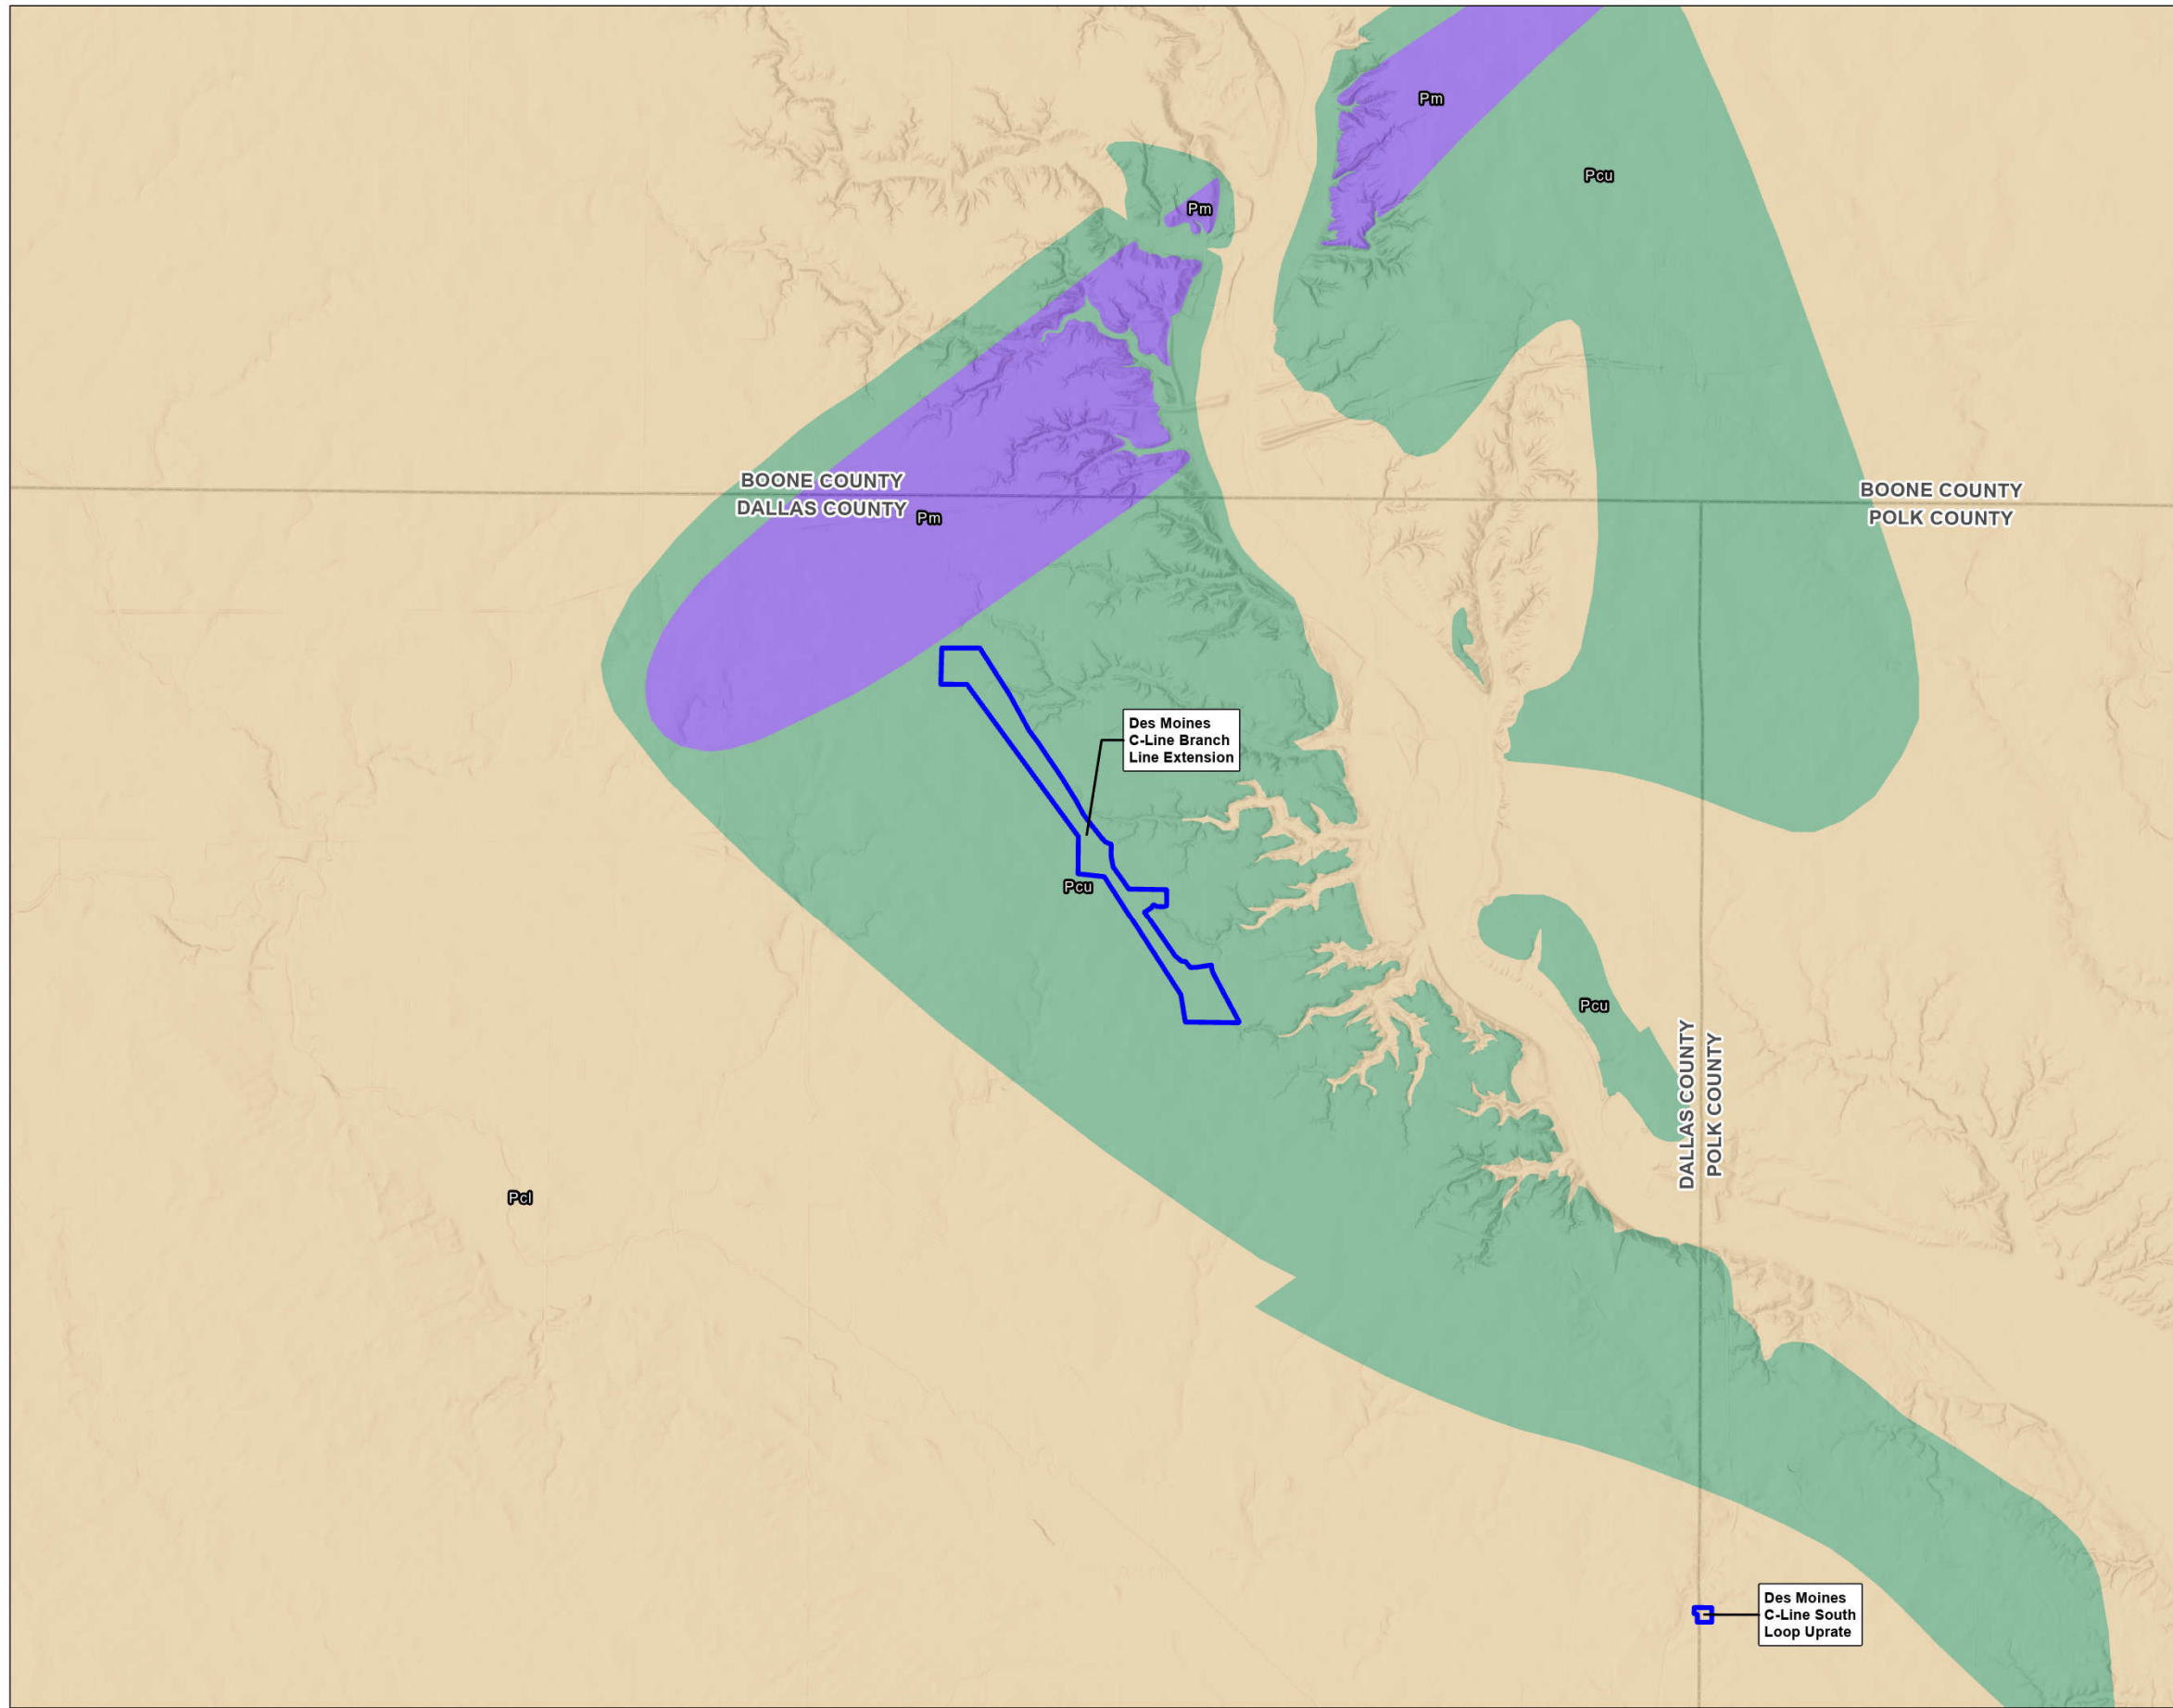 Pm
Pcu
Pm
BOONE COUNTY
DALLAS COUNTY
Pm
BOONE COUNTY
POLK COUNTY
Des Moines
C-Line Branch
Line Extension
Pcu
Pcu
DALLAS COUNTY
POLK COUNTY
Pcl
Des Moines
C-Line South
Loop Uprate